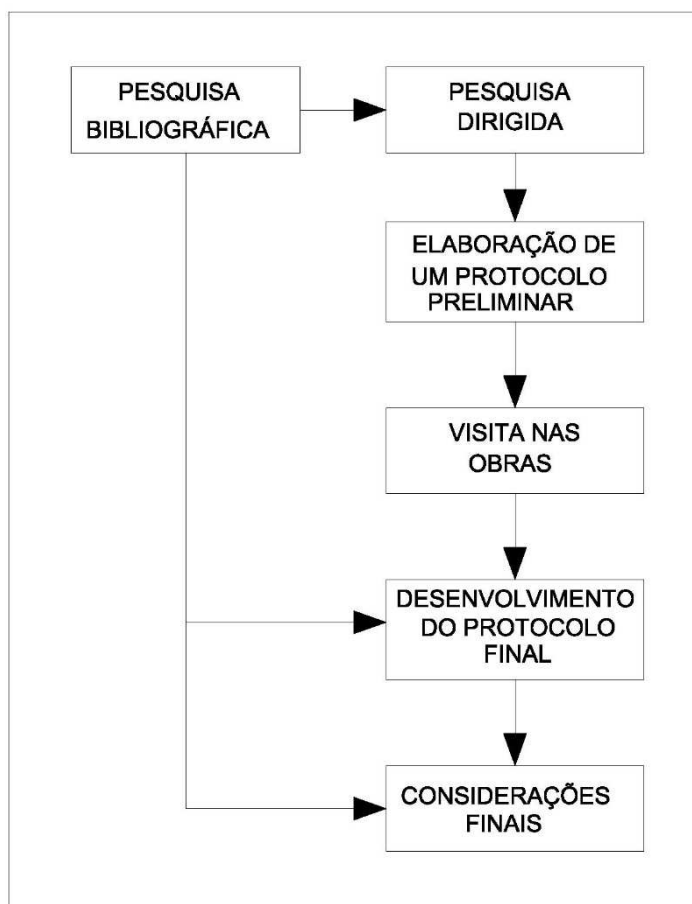 PESQUISA
BIBLIOGRÁFICA
PESQUISA
DIRIGIDA
ELABORAÇÃO DE
UM PROTOCOLO
PRELIMINAR
VISITA NAS
OBRAS
DESENVOLVIMENTO
DO PROTOCOLO
FINAL
CONSIDERAÇÕES
FINAIS